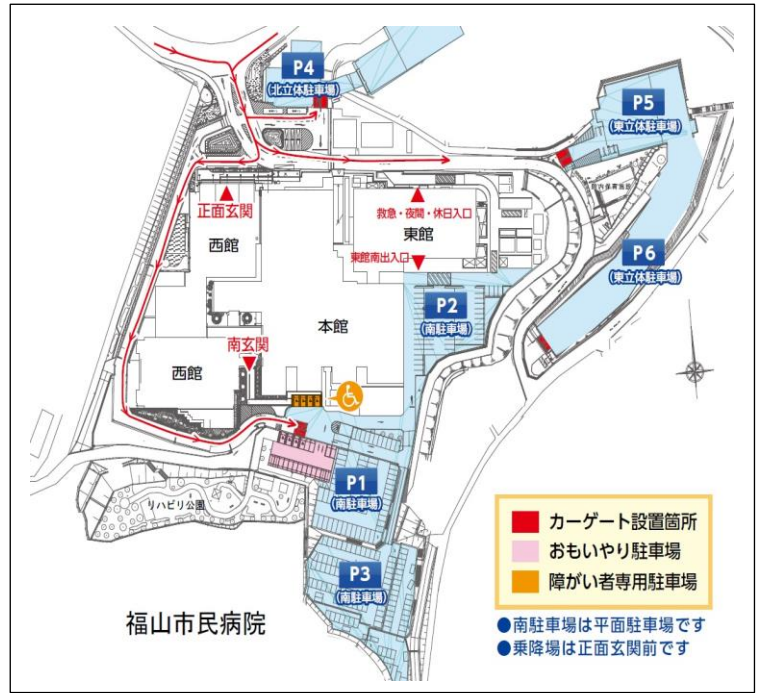 P4
(北立体駐車場)
P5
(東立体駐車場)
正面玄関
西館
救急・夜間・休日入口
東館
東館南出入口
院内保育施設
P6
(東立体駐車場)
P2
(南駐車場)
本館
南玄関
西館
P1
(南駐車場)
リハビリ公園
P3
(南駐車場)
福山市民病院
カーゲート設置箇所
おもいやり駐車場
障がい者専用駐車場
●南駐車場は平面駐車場です
●乗降場は正面玄関前です